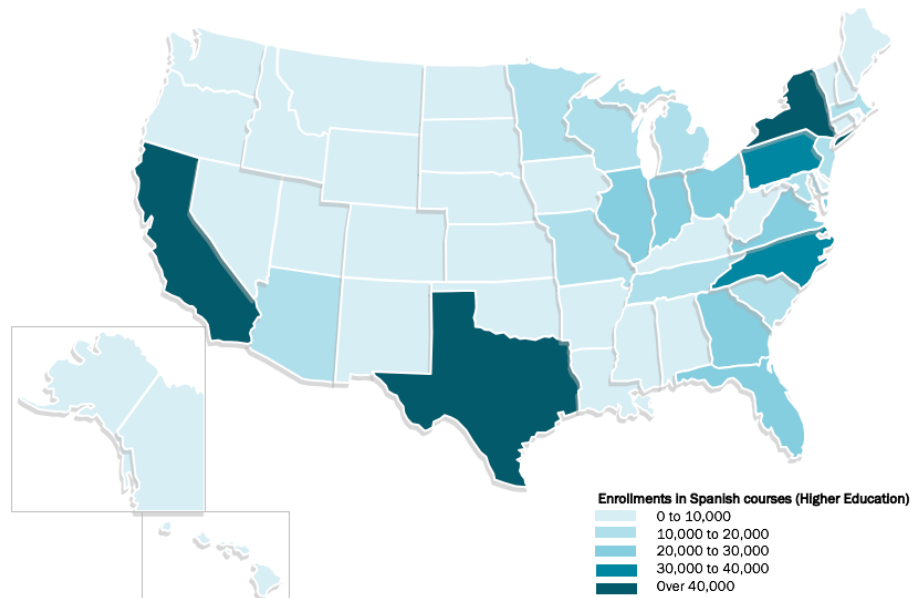 Enrollments in Spanish courses (Higher Education)
0 to 10,000
10,000 to 20,000
20,000 to 30,000
30,000 to 40,000
Over 40,000